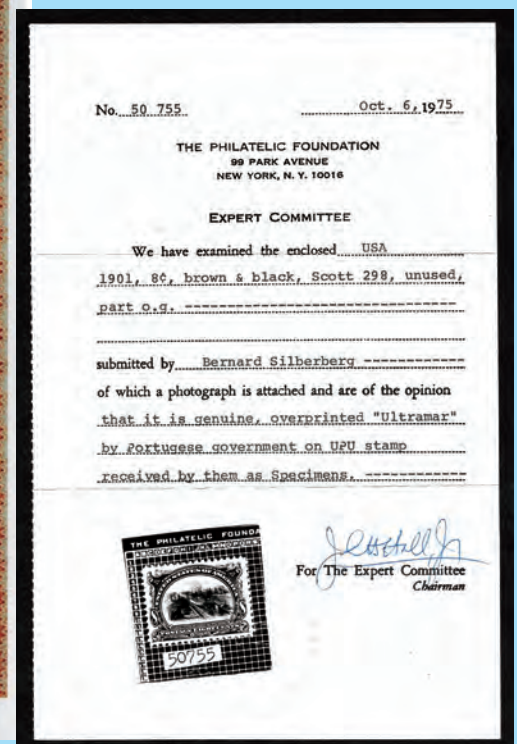 No. 50 755 Oct. 6, 1975
THE PHILATELIC FOUNDATION
99 PARK AVENUE
NEW YORK, N. Y. 10016
EXPERT COMMITTEE
We have examined the enclosed USA
1901, 8¢, brown & black, Scott 298, unused,
part o.g. ----------------------------------
submitted by Bernard Silberberg ------------
of which a photograph is attached and are of the opinion
that it is genuine, overprinted "Ultramar"
by Portugese government on UPU stamp
received by them as Specimens. ------------
For The Expert Committee
Chairman
THE PHILATELIC FOUNDA
50755